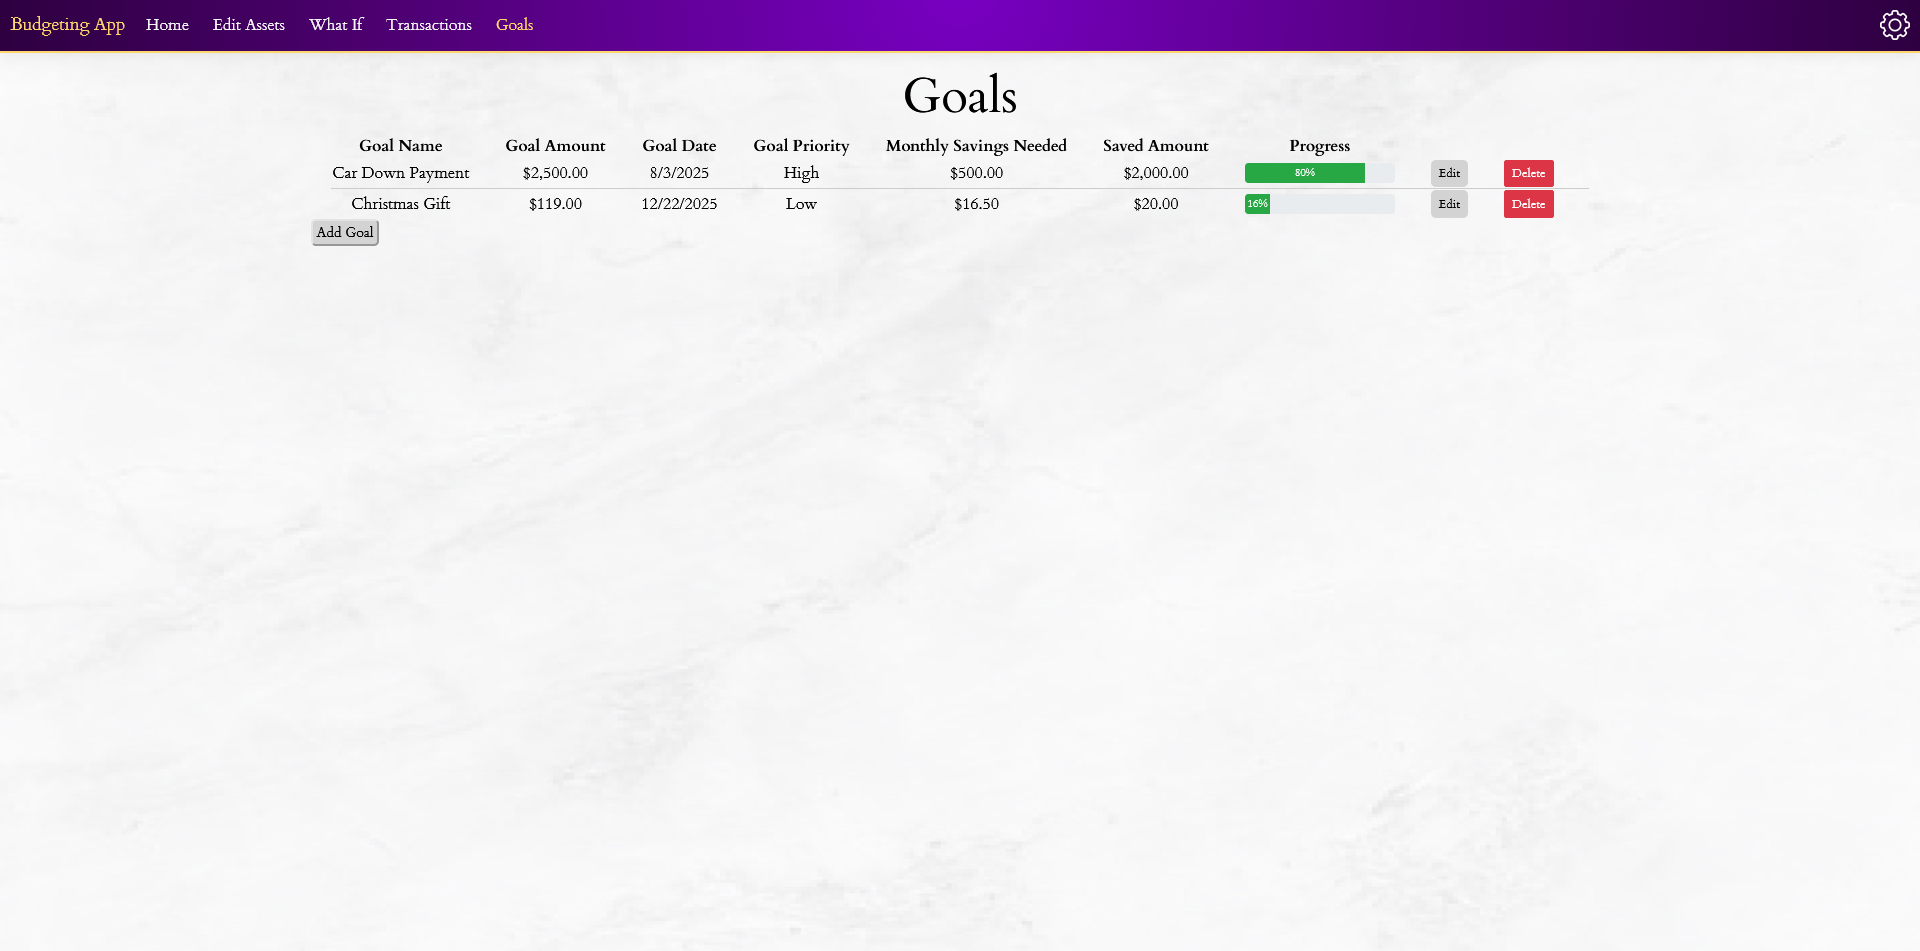 Budgeting App Home Edit Assets What If Transactions Goals
Goals
Goal Name Goal Amount Goal Date Goal Priority Monthly Savings Needed Saved Amount Progress
Car Down Payment $2,500.00 8/3/2025 High $500.00 $2,000.00 80% Edit Delete
Christmas Gift $119.00 12/22/2025 Low $16.50 $20.00 16% Edit Delete
Add Goal